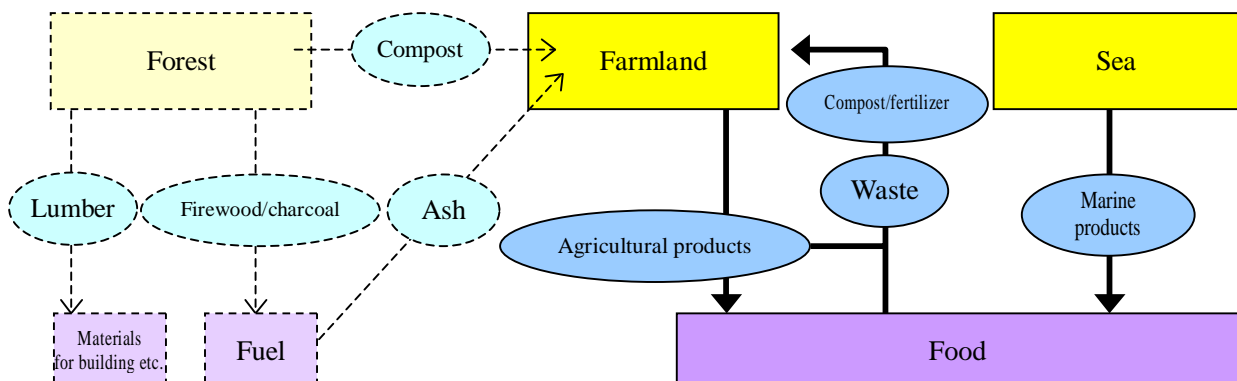 Forest
Compost
Farmland
Sea
Compost/fertilizer
Waste
Lumber
Firewood/charcoal
Ash
Marine
products
Agricultural products
Materials
for building etc.
Fuel
Food